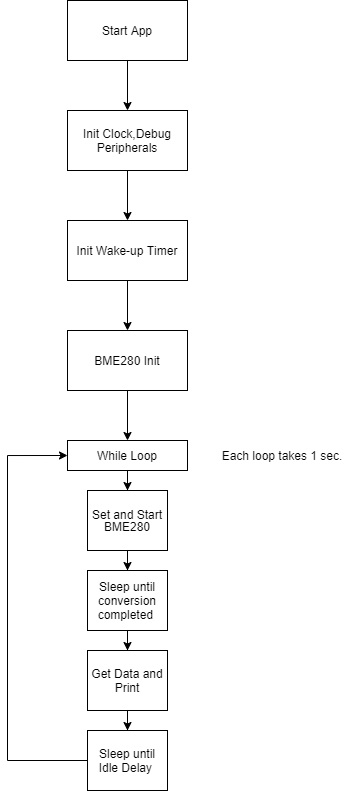 Start App
Init Clock,Debug
Peripherals
Init Wake-up Timer
BME280 Init
While Loop
Each loop takes 1 sec.
Set and Start
BME280
Sleep until
conversion
completed
Get Data and
Print
Sleep until
Idle Delay